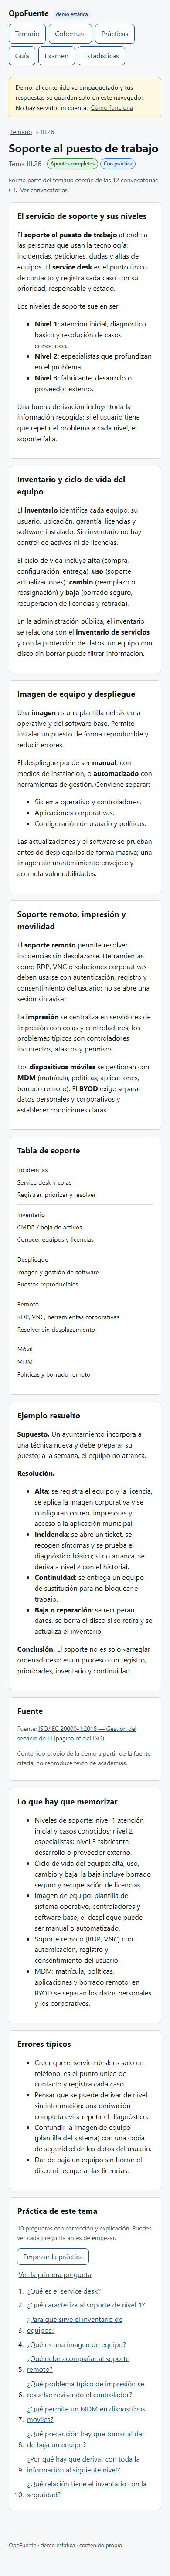 OpoFuente demo estática
Temario Cobertura Prácticas
Guía Examen Estadísticas
Demo: el contenido va empaquetado y tus
respuestas se guardan solo en este navegador.
No hay servidor ni cuenta. Cómo funciona
Temario › III.26
Soporte al puesto de trabajo
Tema III.26 · Apuntes completos Con práctica
Forma parte del temario común de las 12 convocatorias
C1. Ver convocatorias
El servicio de soporte y sus niveles
El soporte al puesto de trabajo atiende a
las personas que usan la tecnología:
incidencias, peticiones, dudas y altas de
equipos. El service desk es el punto único
de contacto y registra cada caso con su
prioridad, responsable y estado.
Los niveles de soporte suelen ser:
• Nivel 1: atención inicial, diagnóstico
básico y resolución de casos
conocidos.
• Nivel 2: especialistas que profundizan
en el problema.
• Nivel 3: fabricante, desarrollo o
proveedor externo.
Una buena derivación incluye toda la
información recogida; si el usuario tiene
que repetir el problema a cada nivel, el
soporte falla.
Inventario y ciclo de vida del
equipo
El inventario identifica cada equipo, su
usuario, ubicación, garantía, licencias y
software instalado. Sin inventario no hay
control de activos ni de licencias.
El ciclo de vida incluye alta (compra,
configuración, entrega), uso (soporte,
actualizaciones), cambio (reemplazo o
reasignación) y baja (borrado seguro,
recuperación de licencias y retirada).
En la administración pública, el inventario
se relaciona con el inventario de servicios
y con la protección de datos: un equipo con
disco sin borrar puede filtrar información.
Imagen de equipo y despliegue
Una imagen es una plantilla del sistema
operativo y del software base. Permite
instalar un puesto de forma reproducible y
reducir errores.
El despliegue puede ser manual, con
medios de instalación, o automatizado con
herramientas de gestión. Conviene separar:
• Sistema operativo y controladores.
• Aplicaciones corporativas.
• Configuración de usuario y políticas.
Las actualizaciones y el software se prueban
antes de desplegarlos de forma masiva; una
imagen sin mantenimiento envejece y
acumula vulnerabilidades.
Soporte remoto, impresión y
movilidad
El soporte remoto permite resolver
incidencias sin desplazarse. Herramientas
como RDP, VNC o soluciones corporativas
deben usarse con autenticación, registro y
consentimiento del usuario; no se abre una
sesión sin avisar.
La impresión se centraliza en servidores de
impresión con colas y controladores; los
problemas típicos son controladores
incorrectos, atascos y permisos.
Los dispositivos móviles se gestionan con
MDM (matrícula, políticas, aplicaciones,
borrado remoto). El BYOD exige separar
datos personales y corporativos y
establecer condiciones claras.
Tabla de soporte
Incidencias
Service desk y colas
Registrar, priorizar y resolver
Inventario
CMDB / hoja de activos
Conocer equipos y licencias
Despliegue
Imagen y gestión de software
Puestos reproducibles
Remoto
RDP, VNC, herramientas corporativas
Resolver sin desplazamiento
Móvil
MDM
Políticas y borrado remoto
Ejemplo resuelto
Supuesto. Un ayuntamiento incorpora a
una técnica nueva y debe preparar su
puesto; a la semana, el equipo no arranca.
Resolución.
• Alta: se registra el equipo y la licencia,
se aplica la imagen corporativa y se
configuran correo, impresoras y
acceso a la aplicación municipal.
• Incidencia: se abre un ticket, se
recogen síntomas y se prueba el
diagnóstico básico; si no arranca, se
deriva a nivel 2 con el historial.
• Continuidad: se entrega un equipo
de sustitución para no bloquear el
trabajo.
• Baja o reparación: se recuperan
datos, se borra el disco si se retira y se
actualiza el inventario.
Conclusión. El soporte no es solo «arreglar
ordenadores»: es un proceso con registro,
prioridades, inventario y continuidad.
Fuente
Fuente: ISO/IEC 20000-1:2018 — Gestión del
servicio de TI (página oficial ISO)
Contenido propio de la demo a partir de la fuente
citada; no reproduce texto de academias.
Lo que hay que memorizar
• Niveles de soporte: nivel 1 atención
inicial y casos conocidos; nivel 2
especialistas; nivel 3 fabricante,
desarrollo o proveedor externo.
• Ciclo de vida del equipo: alta, uso,
cambio y baja; la baja incluye borrado
seguro y recuperación de licencias.
• Imagen de equipo: plantilla de
sistema operativo, controladores y
software base; el despliegue puede
ser manual o automatizado.
• Soporte remoto (RDP, VNC) con
autenticación, registro y
consentimiento del usuario.
• MDM: matrícula, políticas,
aplicaciones y borrado remoto; en
BYOD se separan los datos personales
y los corporativos.
Errores típicos
• Creer que el service desk es solo un
teléfono: es el punto único de
contacto y registra cada caso.
• Pensar que se puede derivar de nivel
sin información: una derivación
completa evita repetir el diagnóstico.
• Confundir la imagen de equipo
(plantilla del sistema) con una copia
de seguridad de los datos del usuario.
• Dar de baja un equipo sin borrar el
disco ni recuperar las licencias.
Práctica de este tema
10 preguntas con corrección y explicación. Puedes
ver cada pregunta antes de empezar.
Empezar la práctica
Ver la primera pregunta
1. ¿Qué es el service desk?
2. ¿Qué caracteriza al soporte de nivel 1?
¿Para qué sirve el inventario de
3. equipos?
4. ¿Qué es una imagen de equipo?
¿Qué debe acompañar al soporte
5. remoto?
¿Qué problema típico de impresión se
6. resuelve revisando el controlador?
¿Qué permite un MDM en dispositivos
7. móviles?
¿Qué precaución hay que tomar al dar
8. de baja un equipo?
¿Por qué hay que derivar con toda la
9. información al siguiente nivel?
¿Qué relación tiene el inventario con la
10. seguridad?
OpoFuente · demo estática · contenido propio